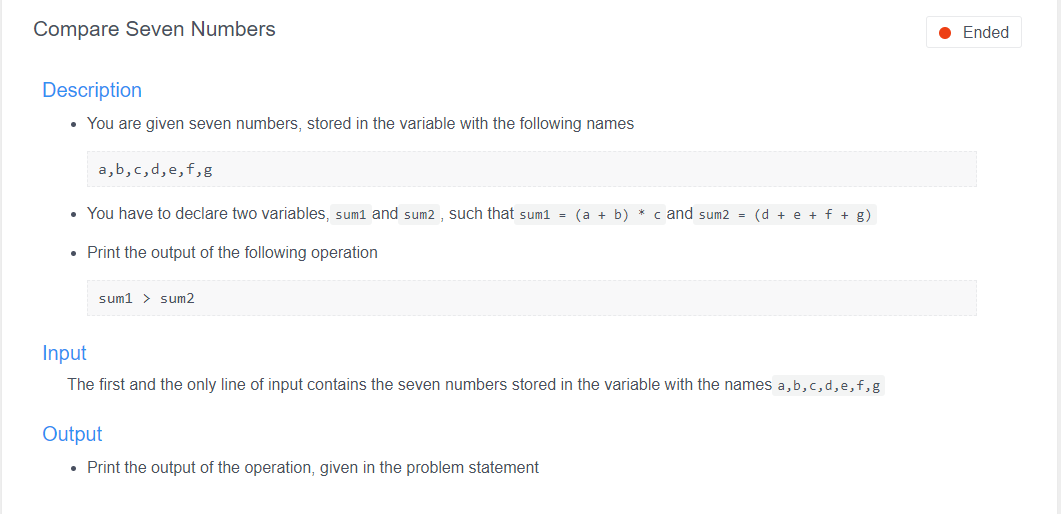 Compare Seven Numbers
Ended
Description
• You are given seven numbers, stored in the variable with the following names
a,b,c,d,e,f,g
• You have to declare two variables, sum1 and sum2 , such that sum1 = (a + b) * c and sum2 = (d + e + f + g)
• Print the output of the following operation
sum1 > sum2
Input
The first and the only line of input contains the seven numbers stored in the variable with the names a,b,c,d,e,f,g
Output
• Print the output of the operation, given in the problem statement